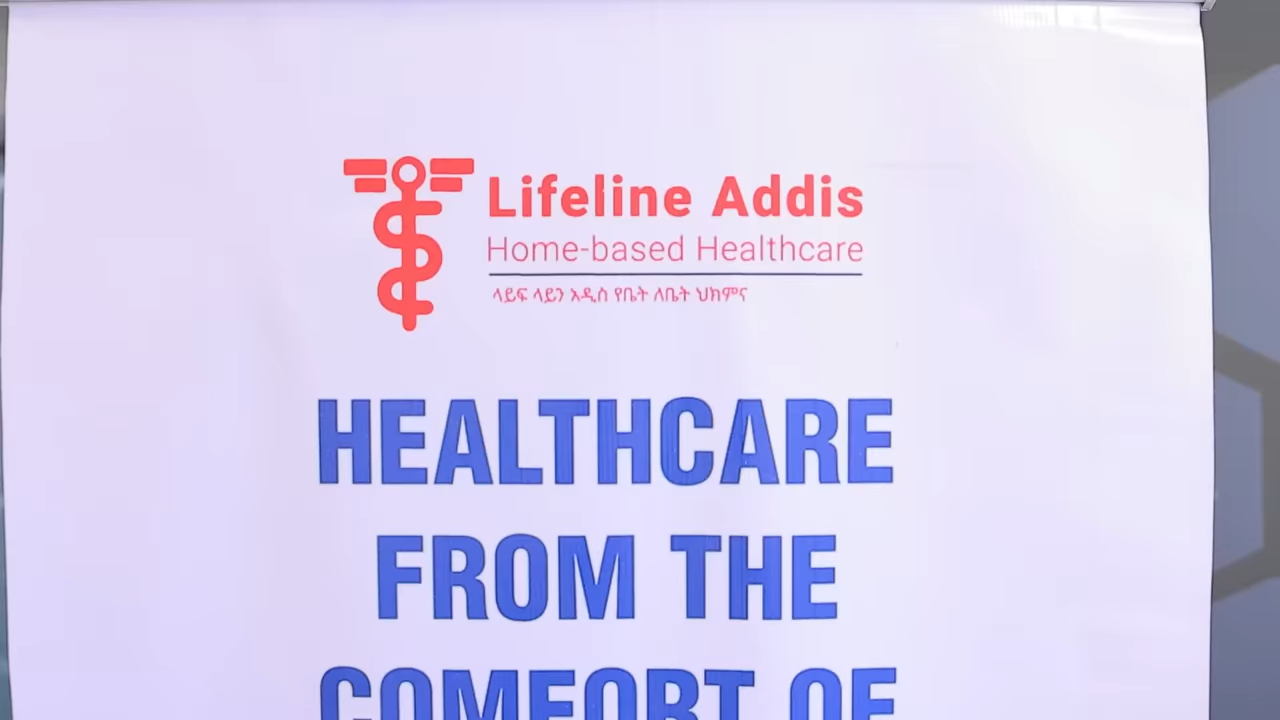 Lifeline Addis
Home-based Healthcare
ላይፍ ላይን አዲስ የቤት ለቤት ህክምና
HEALTHCARE
FROM THE
COMFORT OF